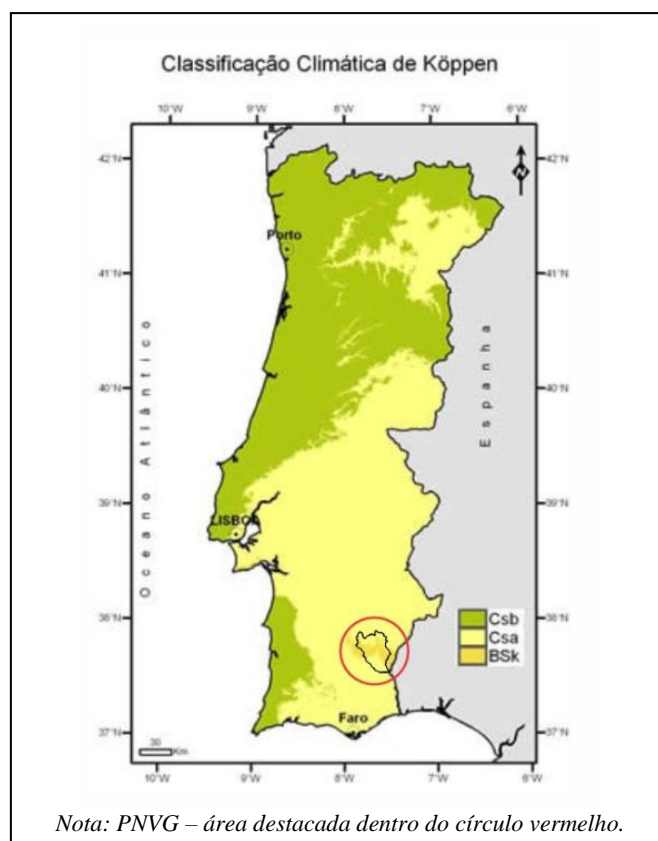 Classificação Climática de Köppen
10°W 9°W 8°W 7°W 6°W
42°N 42°N
Porto
41°N 41°N
Oceano Atlântico
Espanha
40°N 40°N
39°N 39°N
LISBOA
38°N 38°N
Csb
Csa
BSk
Faro
37°N 37°N
30
Km
10°W 9°W 8°W 7°W 6°W
Nota: PNVG – área destacada dentro do círculo vermelho.